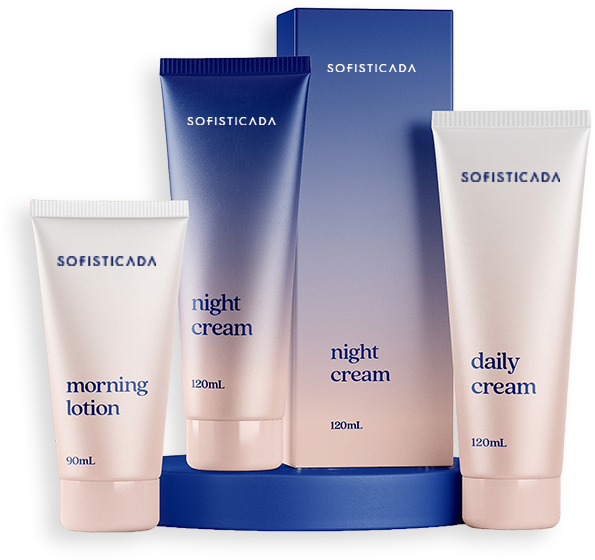 SOFISTICADA
morning
lotion
90mL
SOFISTICADA
night
cream
120mL
SOFISTICADA
night
cream
120mL
SOFISTICADA
daily
cream
120mL